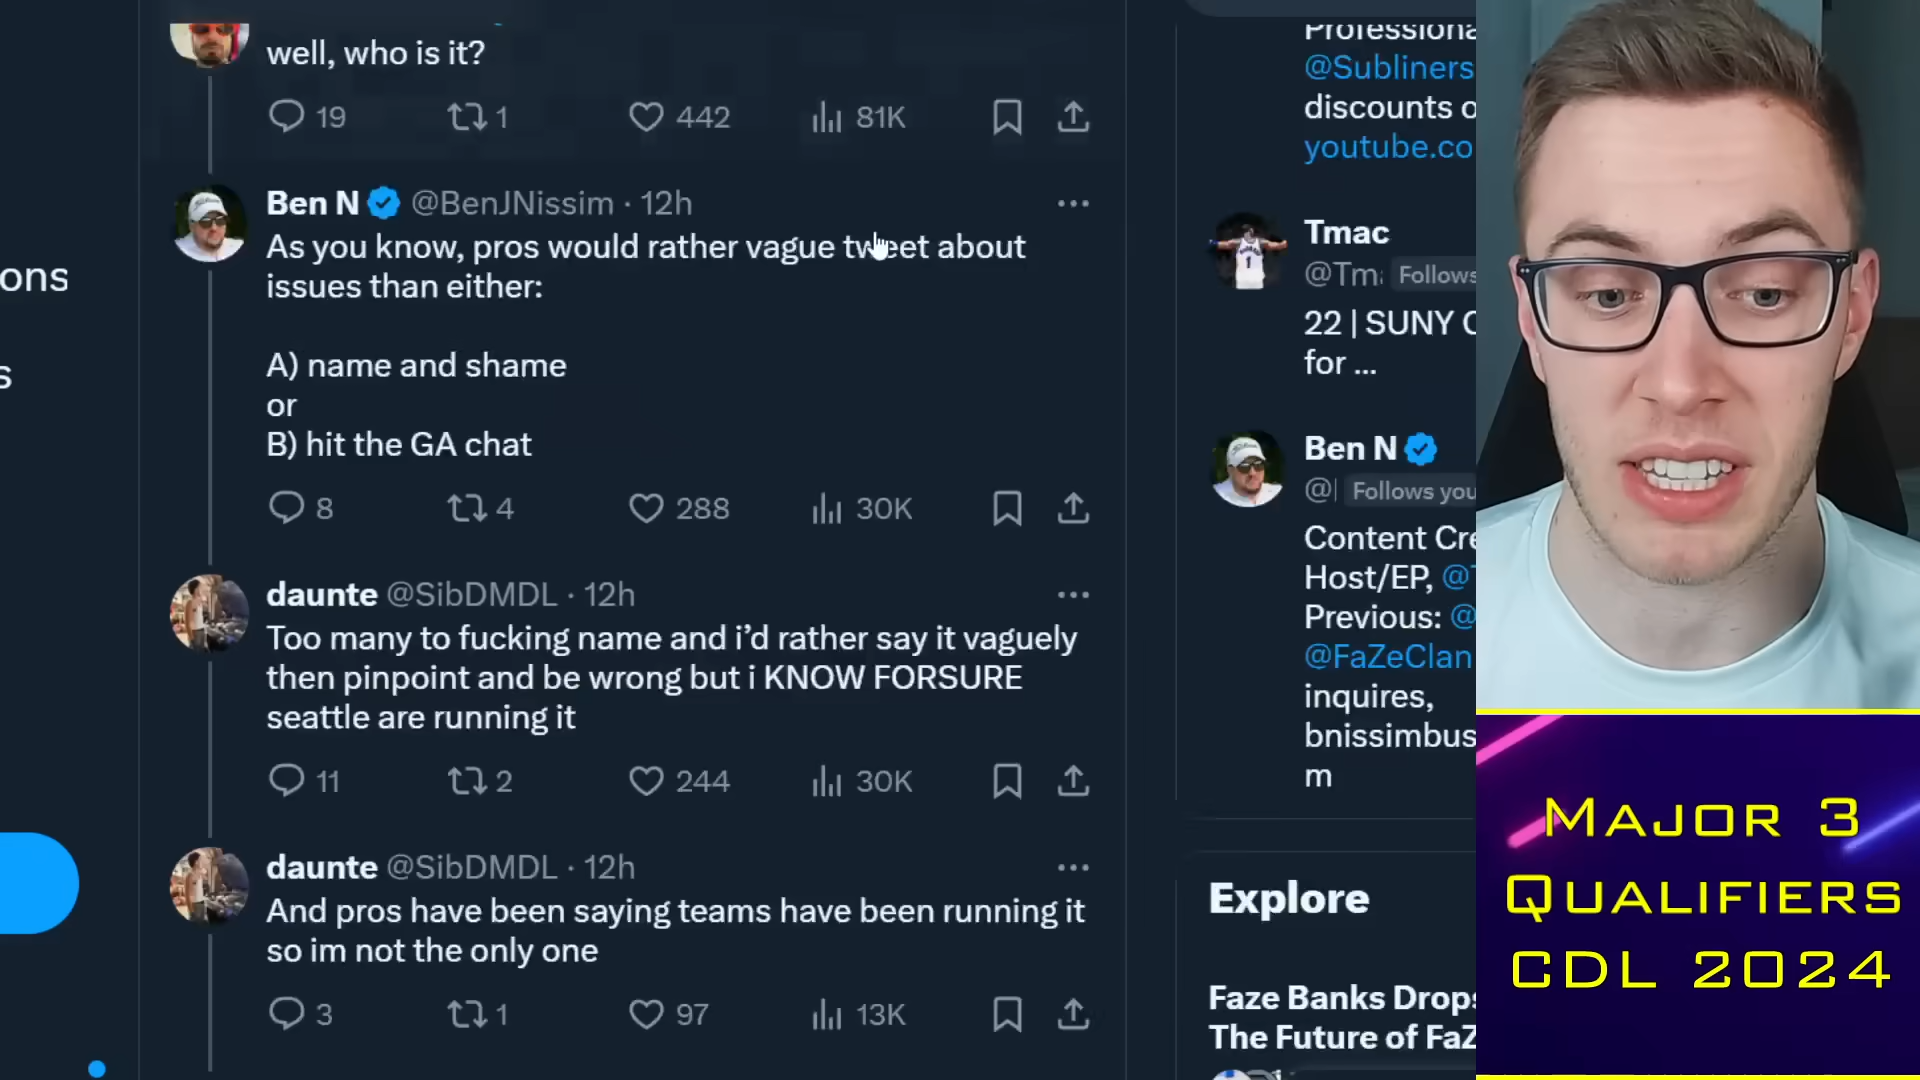 well, who is it?
19 1 442 81K
Ben N @BenJNissim · 12h
As you know, pros would rather vague tweet about
issues than either:
A) name and shame
or
B) hit the GA chat
8 4 288 30K
daunte @SibDMDL · 12h
Too many to fucking name and i’d rather say it vaguely
then pinpoint and be wrong but i KNOW FORSURE
seattle are running it
11 2 244 30K
daunte @SibDMDL · 12h
And pros have been saying teams have been running it
so im not the only one
3 1 97 13K
ons
s
Professiona
@Subliners
discounts o
youtube.co
Tmac
@Tm Follows
22 | SUNY C
for ...
Ben N
@ Follows you
Content Cre
Host/EP, @T
Previous: @
@FaZeClan
inquires,
bnissimbus
m
Explore
Faze Banks Drops
The Future of FaZ
MAJOR 3
QUALIFIERS
CDL 2024